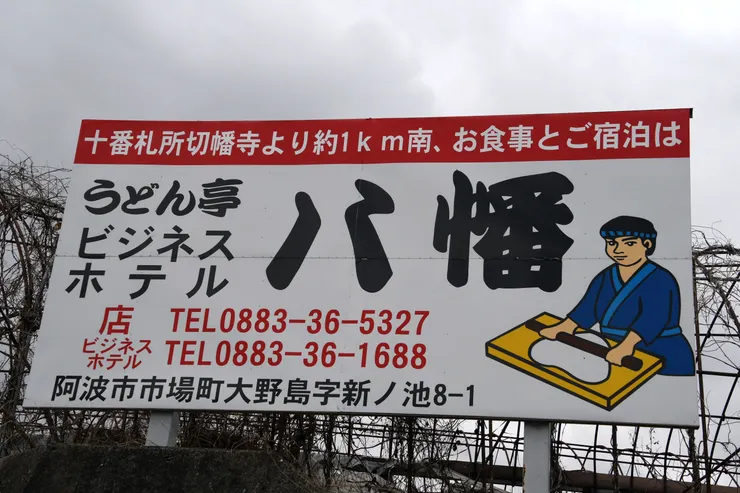 十番札所切幡寺より約1km南、お食事とご宿泊は
うどん亭
ビジネス
ホテル
八幡
店 TEL0883-36-5327
ビジネス
ホテル TEL0883-36-1688
阿波市市場町大野島字新ノ池8-1